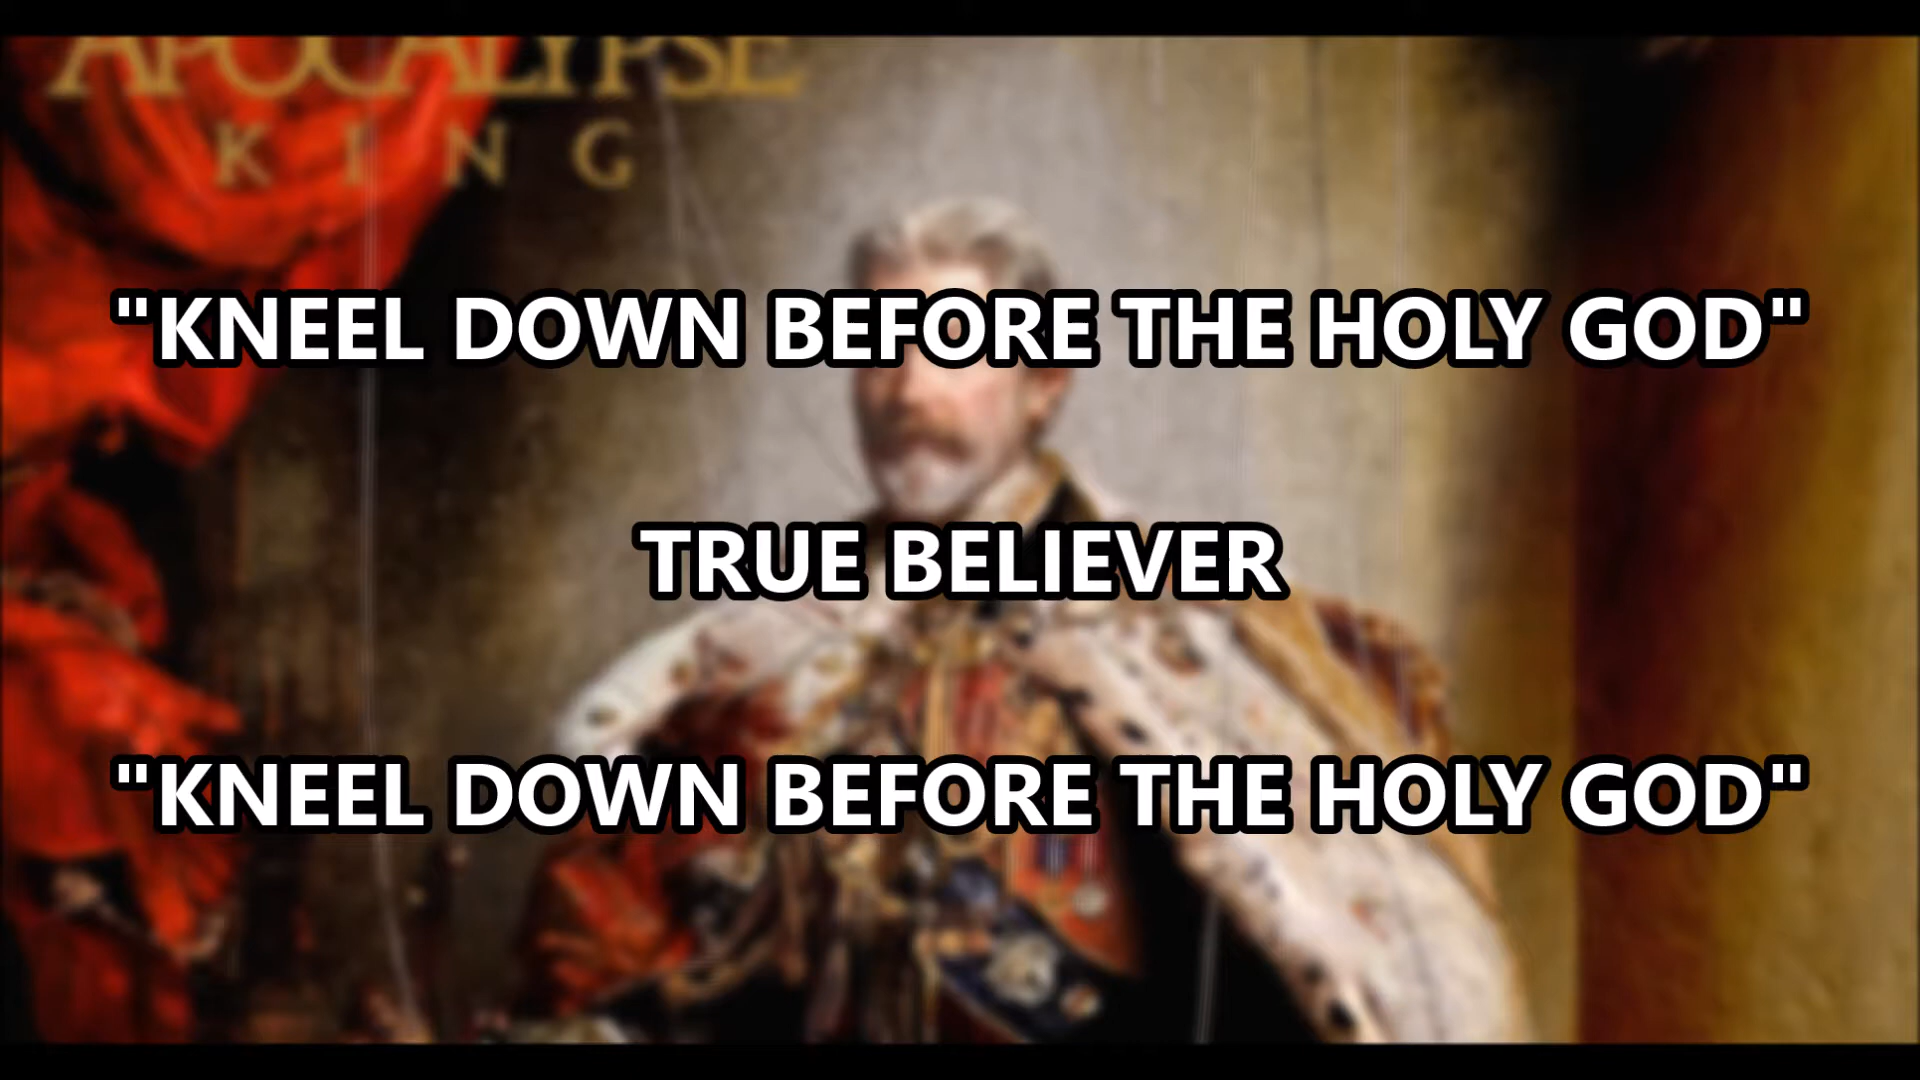 APOCALYPSE
KING
"KNEEL DOWN BEFORE THE HOLY GOD"
TRUE BELIEVER
"KNEEL DOWN BEFORE THE HOLY GOD"